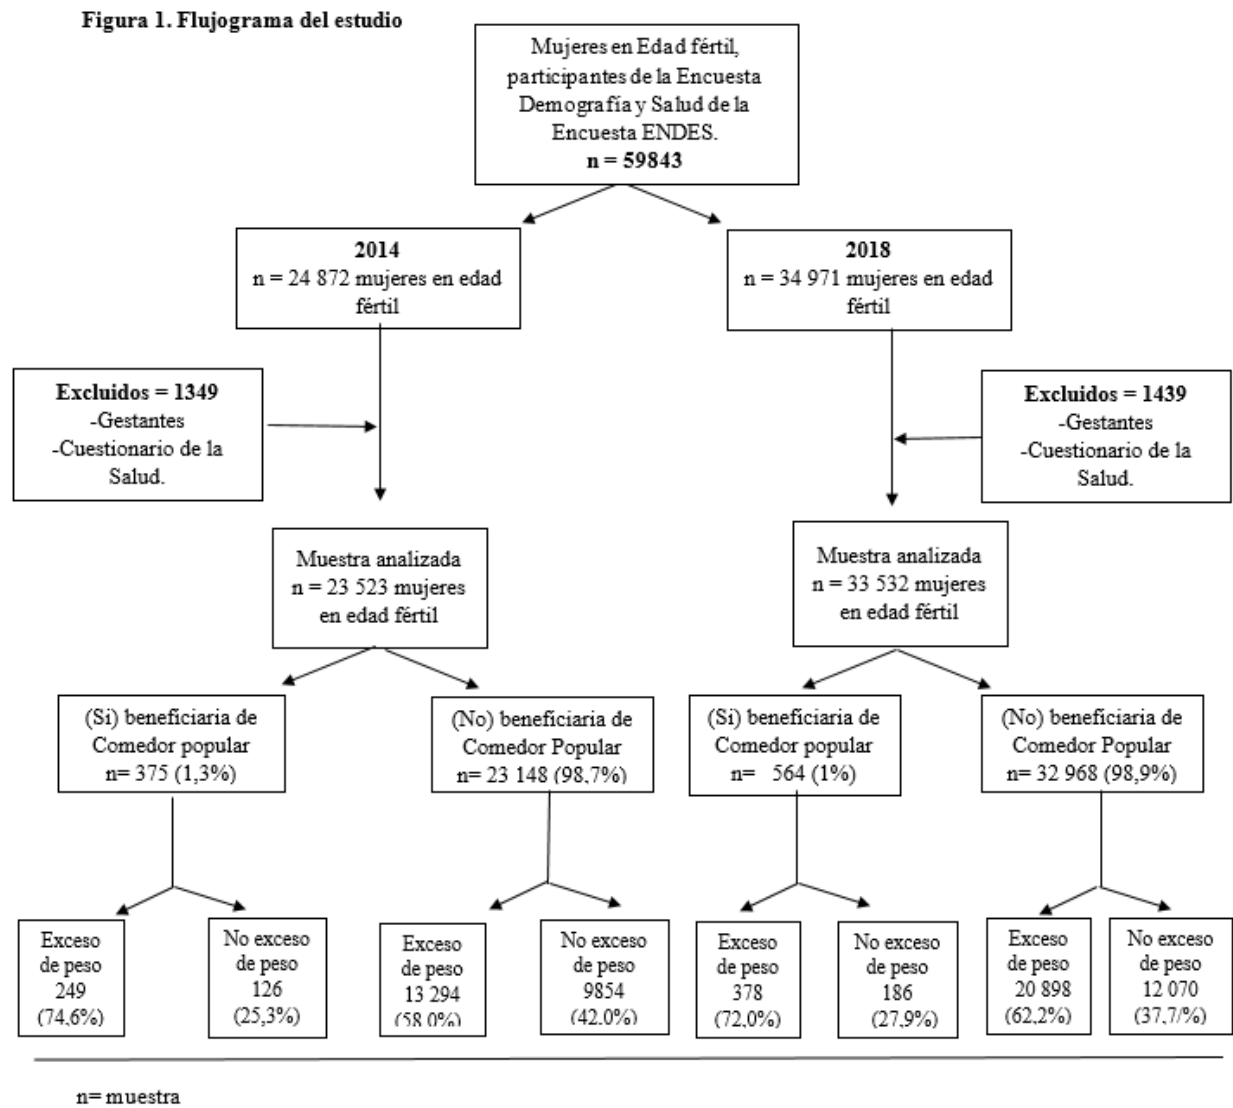 Figura 1. Flujograma del estudio
Mujeres en Edad fértil,
participantes de la Encuesta
Demografía y Salud de la
Encuesta ENDES.
n = 59843
2014
n = 24 872 mujeres en edad
fértil
2018
n = 34 971 mujeres en edad
fértil
Excluidos = 1349
-Gestantes
-Cuestionario de la
Salud.
Excluidos = 1439
-Gestantes
-Cuestionario de la
Salud.
Muestra analizada
n = 23 523 mujeres
en edad fértil
Muestra analizada
n = 33 532 mujeres
en edad fértil
(Si) beneficiaria de
Comedor popular
n= 375 (1,3%)
(No) beneficiaria de
Comedor Popular
n= 23 148 (98,7%)
(Si) beneficiaria de
Comedor popular
n= 564 (1%)
(No) beneficiaria de
Comedor Popular
n= 32 968 (98,9%)
Exceso
de peso
249
(74,6%)
No exceso
de peso
126
(25,3%)
Exceso
de peso
13 294
(58,0%)
No exceso
de peso
9854
(42,0%)
Exceso
de peso
378
(72,0%)
No exceso
de peso
186
(27,9%)
Exceso
de peso
20 898
(62,2%)
No exceso
de peso
12 070
(37,7/%)
n= muestra